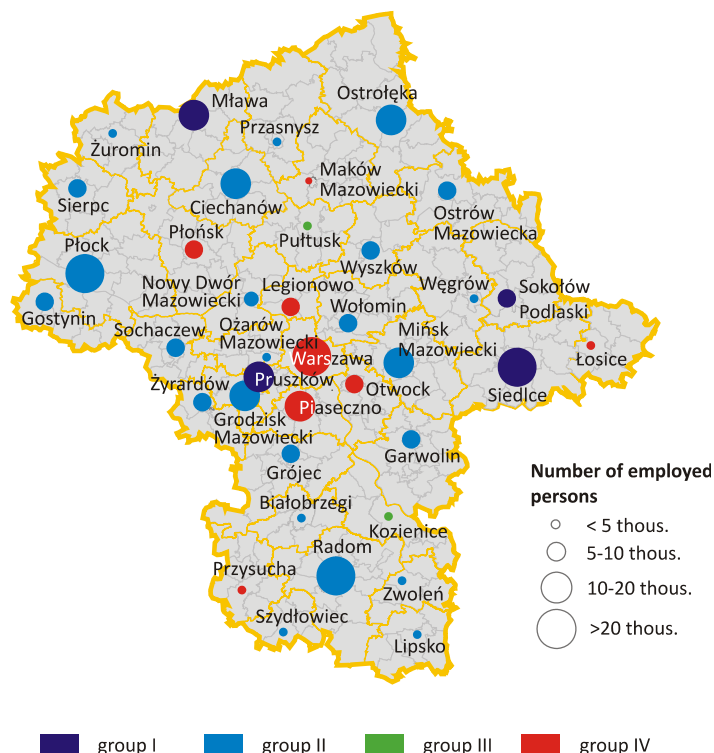 Mława
Ostrołęka
Przasnysz
Żuromin
Maków
Mazowiecki
Sierpc
Ciechanów
Ostrów
Mazowiecka
Płońsk
Pułtusk
Płock
Wyszków
Nowy Dwór
Mazowiecki
Legionowo
Węgrów
Sokołów
Podlaski
Gostynin
Wołomin
Sochaczew
Ożarów
Mazowiecki
Mińsk
Mazowiecki
Warszawa
Łosice
Pruszków
Żyrardów
Otwock
Siedlce
Piaseczno
Grodzisk
Mazowiecki
Garwolin
Grójec
Number of employed
persons
Białobrzegi
Kozienice
< 5 thous.
5-10 thous.
Radom
Przysucha
10-20 thous.
Zwoleń
Szydłowiec
>20 thous.
Lipsko
group I
group II
group III
group IV